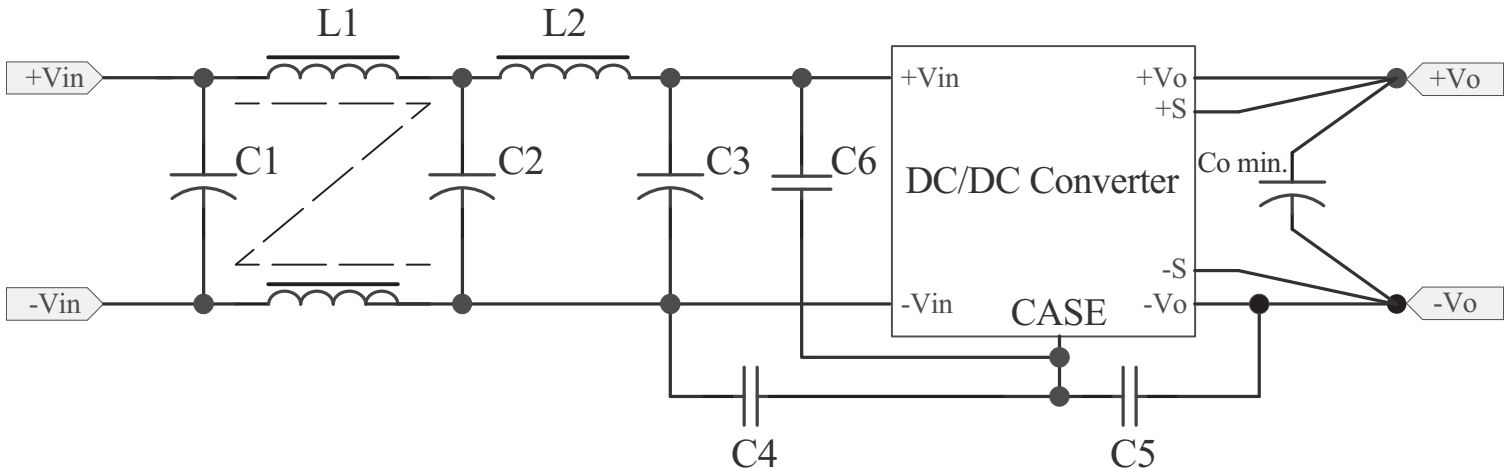 L1
L2
+Vin
+Vin
+Vo
+Vo
+S
C1
C2
C3
C6
DC/DC Converter
Co min.
-S
-Vin
-Vin
CASE
-Vo
-Vo
C4
C5